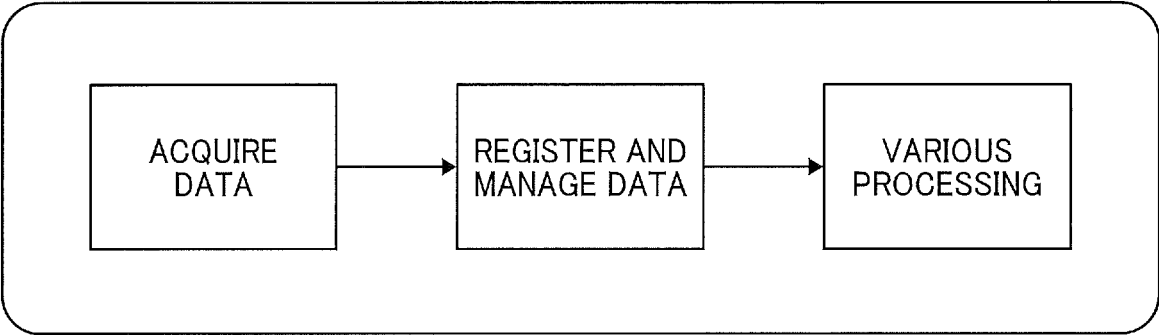 ACQUIRE
DATA
REGISTER AND
MANAGE DATA
VARIOUS
PROCESSING